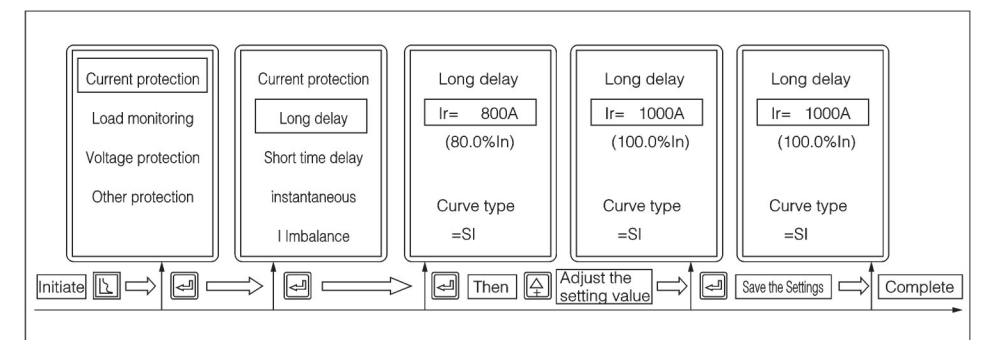 Current protection
Load monitoring
Voltage protection
Other protection
Current protection
Long delay
Short time delay
instantaneous
I Imbalance
Long delay
Ir= 800A
(80.0%In)
Curve type
=SI
Long delay
Ir= 1000A
(100.0%In)
Curve type
=SI
Long delay
Ir= 1000A
(100.0%In)
Curve type
=SI
Initiate
Then
Adjust the
setting value
Save the Settings
Complete